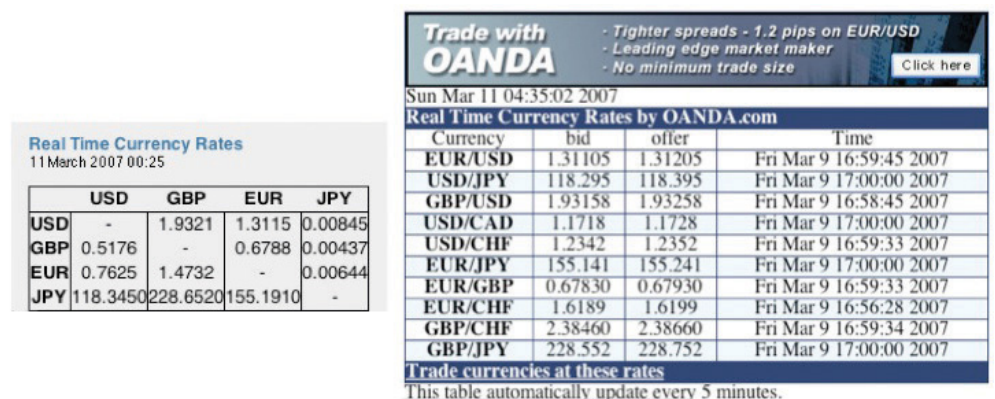 Real Time Currency Rates
11 March 2007 00:25
USD GBP EUR JPY
USD - 1.9321 1.3115 0.00845
GBP 0.5176 - 0.6788 0.00437
EUR 0.7625 1.4732 - 0.00644
JPY 118.3450 228.6520 155.1910 -
Trade with
OANDA
· Tighter spreads - 1.2 pips on EUR/USD
· Leading edge market maker
· No minimum trade size
Click here
Sun Mar 11 04:35:02 2007
Real Time Currency Rates by OANDA.com
Currency bid offer Time
EUR/USD 1.31105 1.31205 Fri Mar 9 16:59:45 2007
USD/JPY 118.295 118.395 Fri Mar 9 17:00:00 2007
GBP/USD 1.93158 1.93258 Fri Mar 9 16:58:45 2007
USD/CAD 1.1718 1.1728 Fri Mar 9 17:00:00 2007
USD/CHF 1.2342 1.2352 Fri Mar 9 16:59:33 2007
EUR/JPY 155.141 155.241 Fri Mar 9 17:00:00 2007
EUR/GBP 0.67830 0.67930 Fri Mar 9 16:59:33 2007
EUR/CHF 1.6189 1.6199 Fri Mar 9 16:56:28 2007
GBP/CHF 2.38460 2.38660 Fri Mar 9 16:59:34 2007
GBP/JPY 228.552 228.752 Fri Mar 9 17:00:00 2007
Trade currencies at these rates
This table automatically update every 5 minutes.